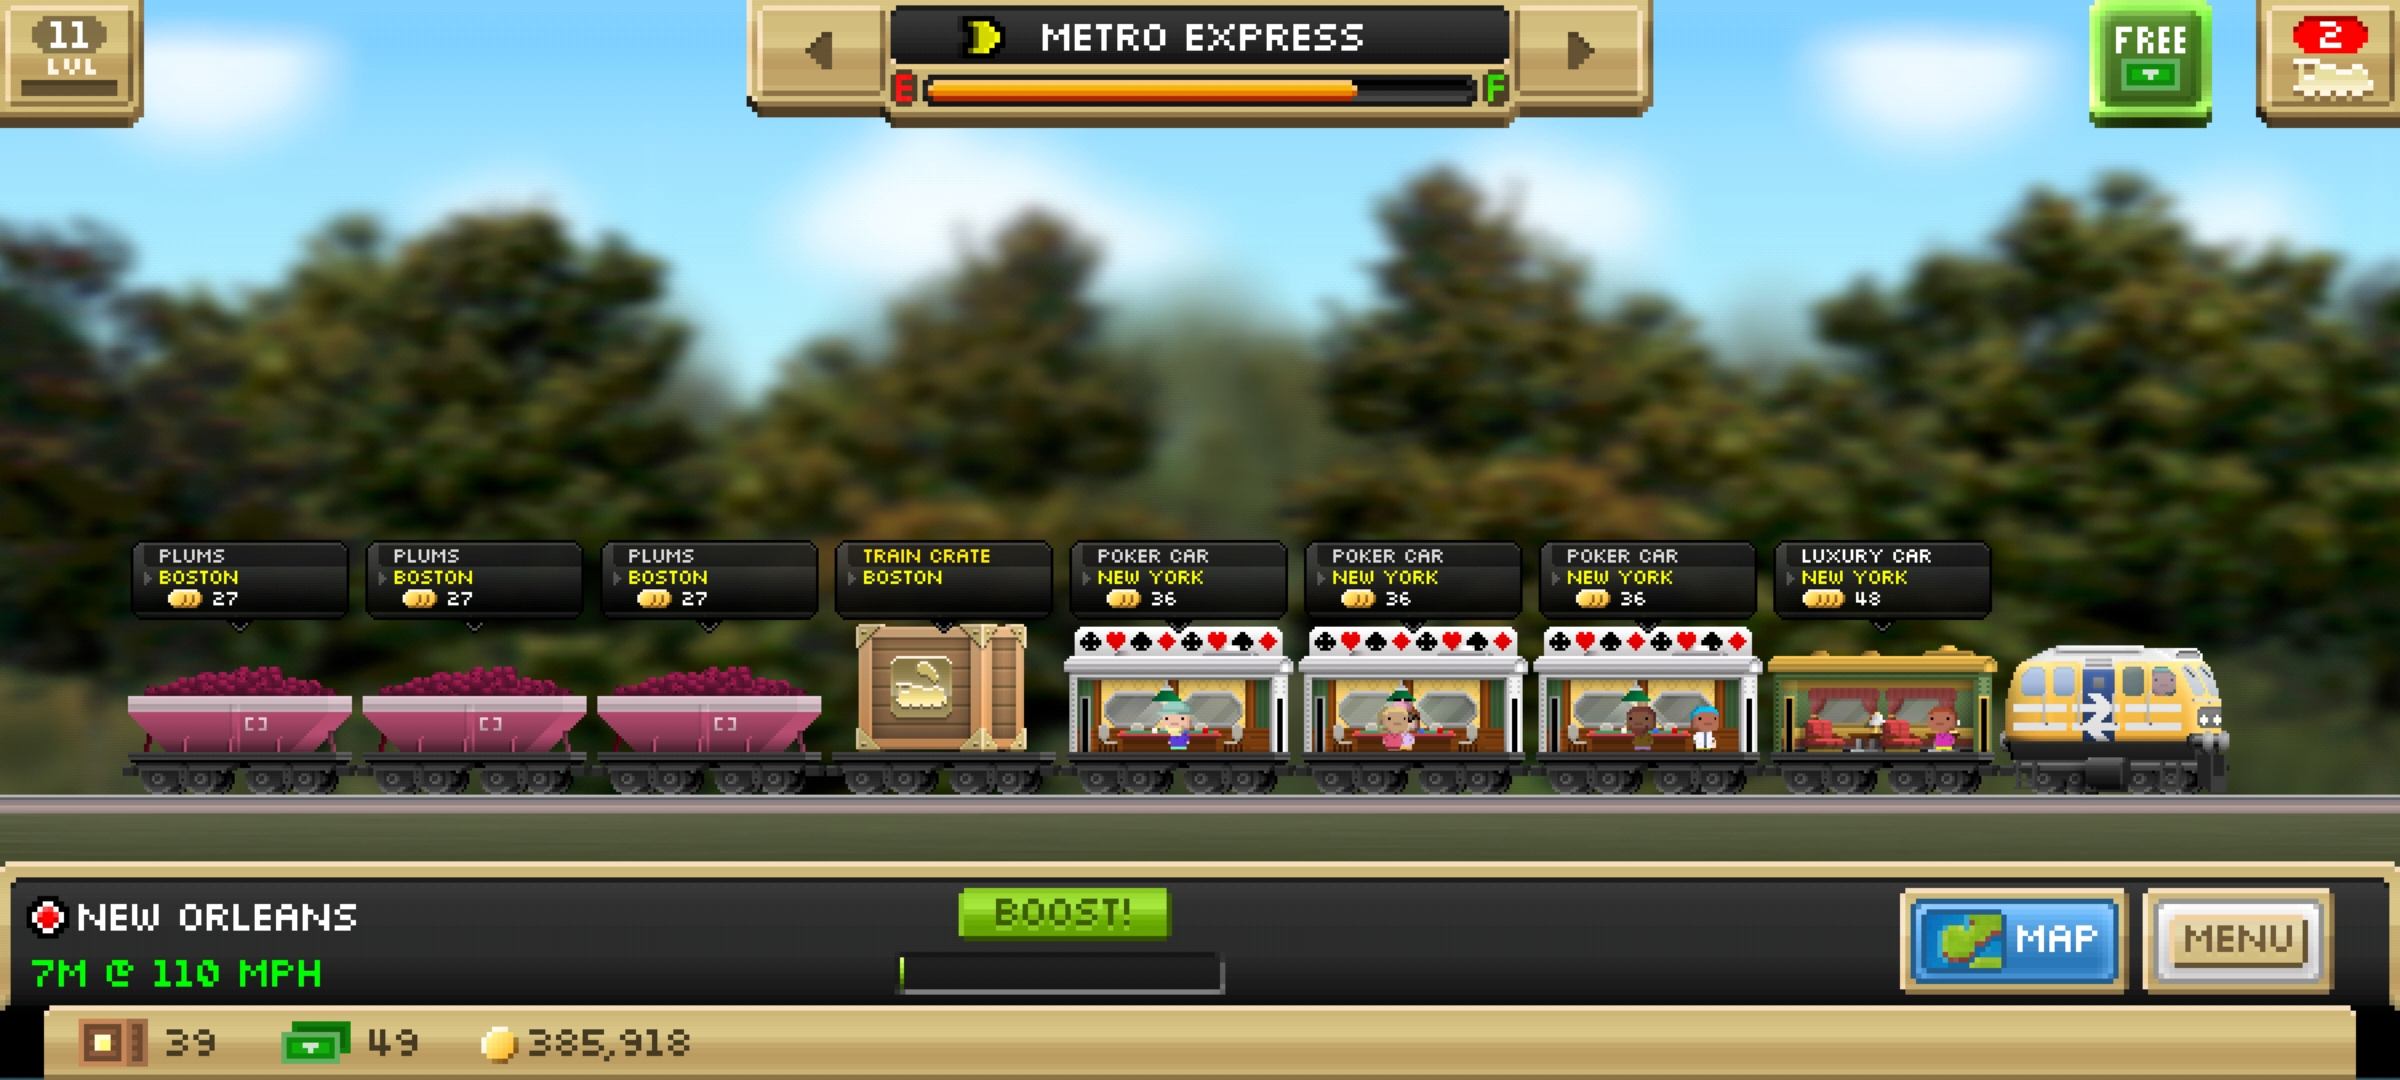 11
LVL
METRO EXPRESS
E
F
FREE
2
PLUMS
BOSTON
27
PLUMS
BOSTON
27
PLUMS
BOSTON
27
TRAIN CRATE
BOSTON
POKER CAR
NEW YORK
36
POKER CAR
NEW YORK
36
POKER CAR
NEW YORK
36
LUXURY CAR
NEW YORK
48
NEW ORLEANS
7M @ 110 MPH
BOOST!
MAP
MENU
39
49
385,918